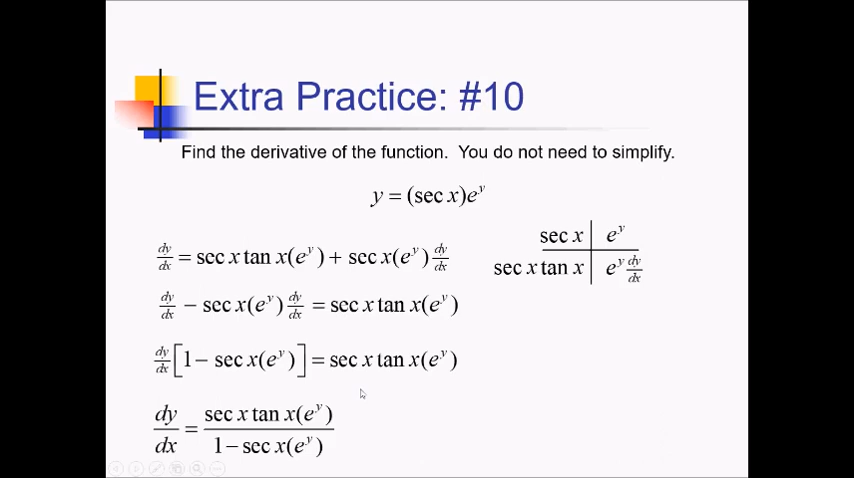 Extra Practice: #10
Find the derivative of the function. You do not need to simplify.
y = (sec x)e^y
sec x | e^y
sec x tan x | e^y dy/dx
dy/dx = sec x tan x(e^y) + sec x(e^y) dy/dx
dy/dx − sec x(e^y) dy/dx = sec x tan x(e^y)
dy/dx [1 − sec x(e^y)] = sec x tan x(e^y)
dy/dx = sec x tan x(e^y) / 1 − sec x(e^y)